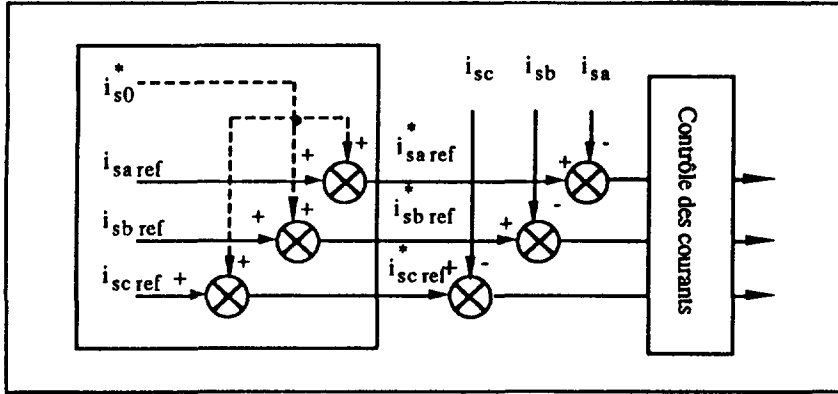 i*s0
isc
isb
isa
isa ref
i*sa ref
isb ref
i*sb ref
isc ref
i*sc ref
+ + + + + +
+ - + - + -
Contrôle des courants